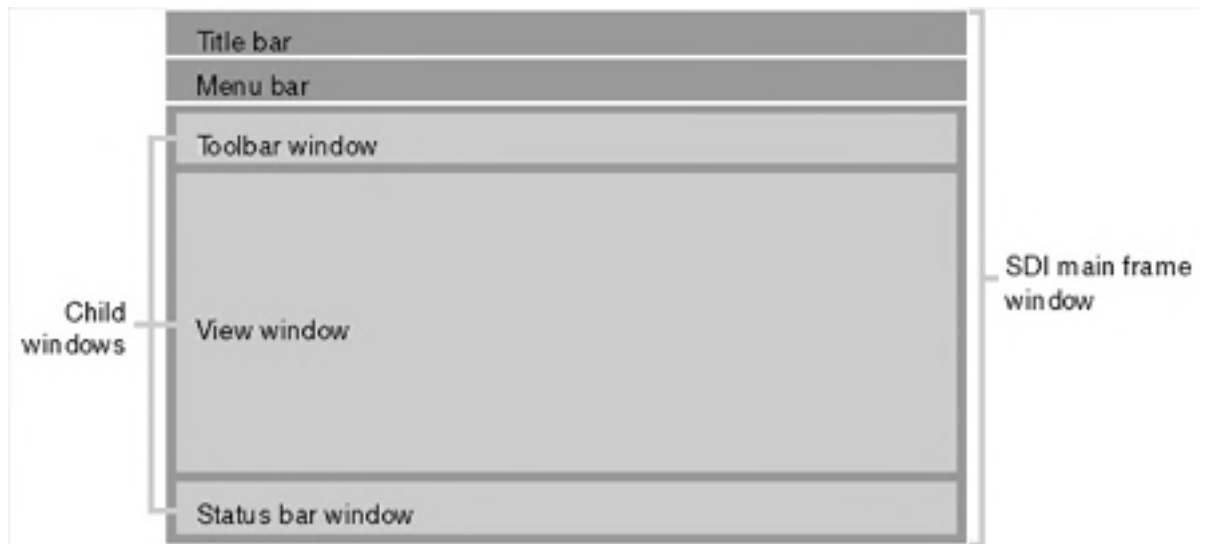 Title bar
Menu bar
Toolbar window
SDI main frame
window
Child
windows
View window
Status bar window